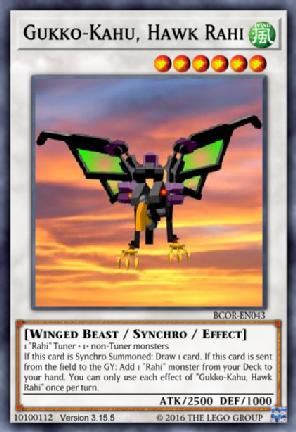 Gukko-Kahu, Hawk Rahi
風
BCOR-EN043
[Winged Beast / Synchro / Effect]
1 "Rahi" Tuner + 1+ non-Tuner monsters
If this card is Synchro Summoned: Draw 1 card. If this card is sent
from the field to the GY: Add 1 "Rahi" monster from your Deck to
your hand. You can only use each effect of "Gukko-Kahu, Hawk
Rahi" once per turn.
ATK/2500 DEF/1000
10100112 Version 3.15.5 ©2016 THE LEGO GROUP